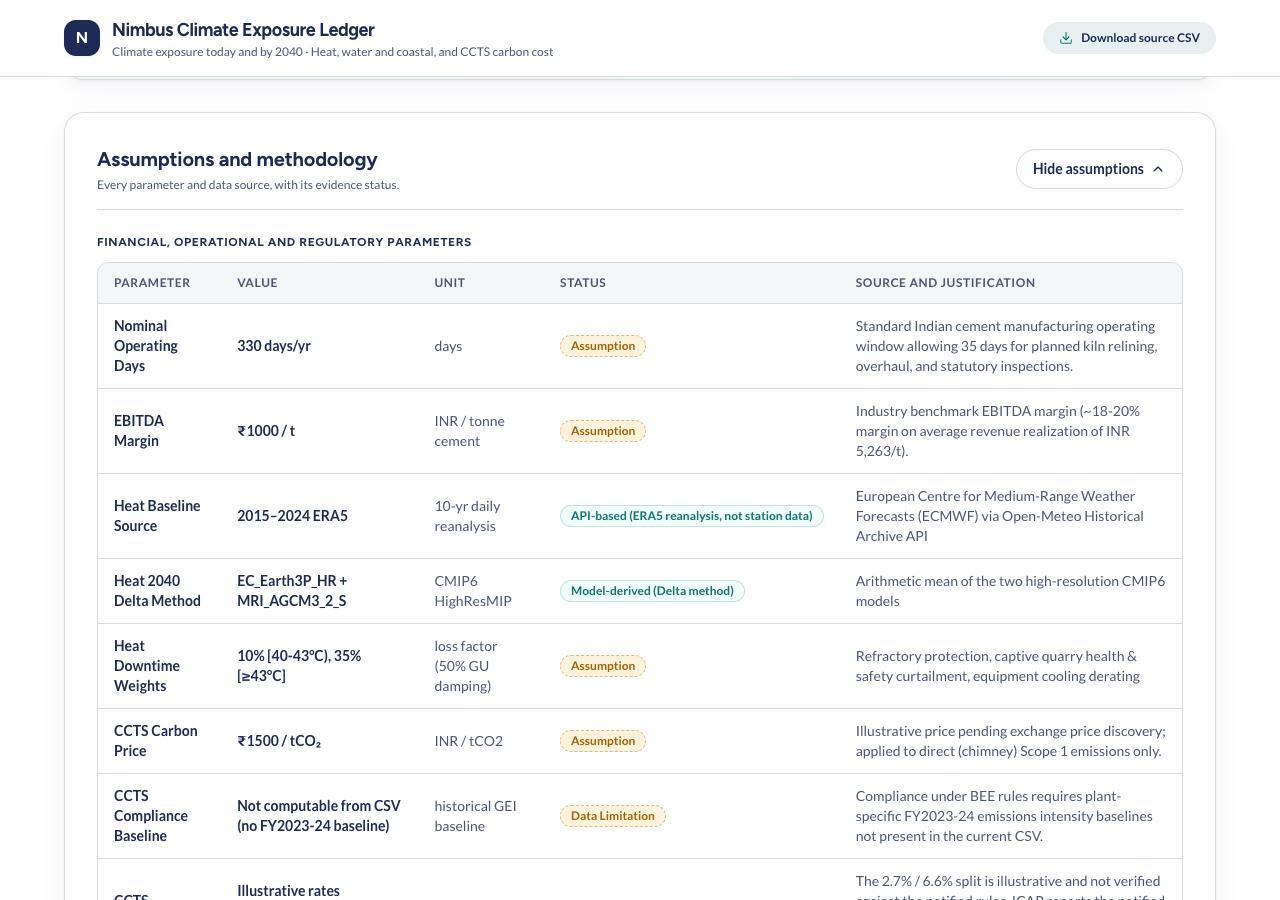 N
Nimbus Climate Exposure Ledger
Climate exposure today and by 2040 · Heat, water and coastal, and CCTS carbon cost
Download source CSV
Assumptions and methodology
Every parameter and data source, with its evidence status.
Hide assumptions
FINANCIAL, OPERATIONAL AND REGULATORY PARAMETERS
PARAMETER VALUE UNIT STATUS SOURCE AND JUSTIFICATION
Nominal
Operating
Days
330 days/yr
days
Assumption
Standard Indian cement manufacturing operating
window allowing 35 days for planned kiln relining,
overhaul, and statutory inspections.
EBITDA
Margin
₹1000 / t
INR / tonne
cement
Assumption
Industry benchmark EBITDA margin (~18-20%
margin on average revenue realization of INR
5,263/t).
Heat Baseline
Source
2015–2024 ERA5
10-yr daily
reanalysis
API-based (ERA5 reanalysis, not station data)
European Centre for Medium-Range Weather
Forecasts (ECMWF) via Open-Meteo Historical
Archive API
Heat 2040
Delta Method
EC_Earth3P_HR +
MRI_AGCM3_2_S
CMIP6
HighResMIP
Model-derived (Delta method)
Arithmetic mean of the two high-resolution CMIP6
models
Heat
Downtime
Weights
10% [40-43°C), 35%
[≥43°C]
loss factor
(50% GU
damping)
Assumption
Refractory protection, captive quarry health &
safety curtailment, equipment cooling derating
CCTS Carbon
Price
₹1500 / tCO₂
INR / tCO2
Assumption
Illustrative price pending exchange price discovery;
applied to direct (chimney) Scope 1 emissions only.
CCTS
Compliance
Baseline
Not computable from CSV
(no FY2023-24 baseline)
historical GEI
baseline
Data Limitation
Compliance under BEE rules requires plant-
specific FY2023-24 emissions intensity baselines
not present in the current CSV.
CCTS
Illustrative rates
The 2.7% / 6.6% split is illustrative and not verified
against the notified rules. ICAP reports the notified